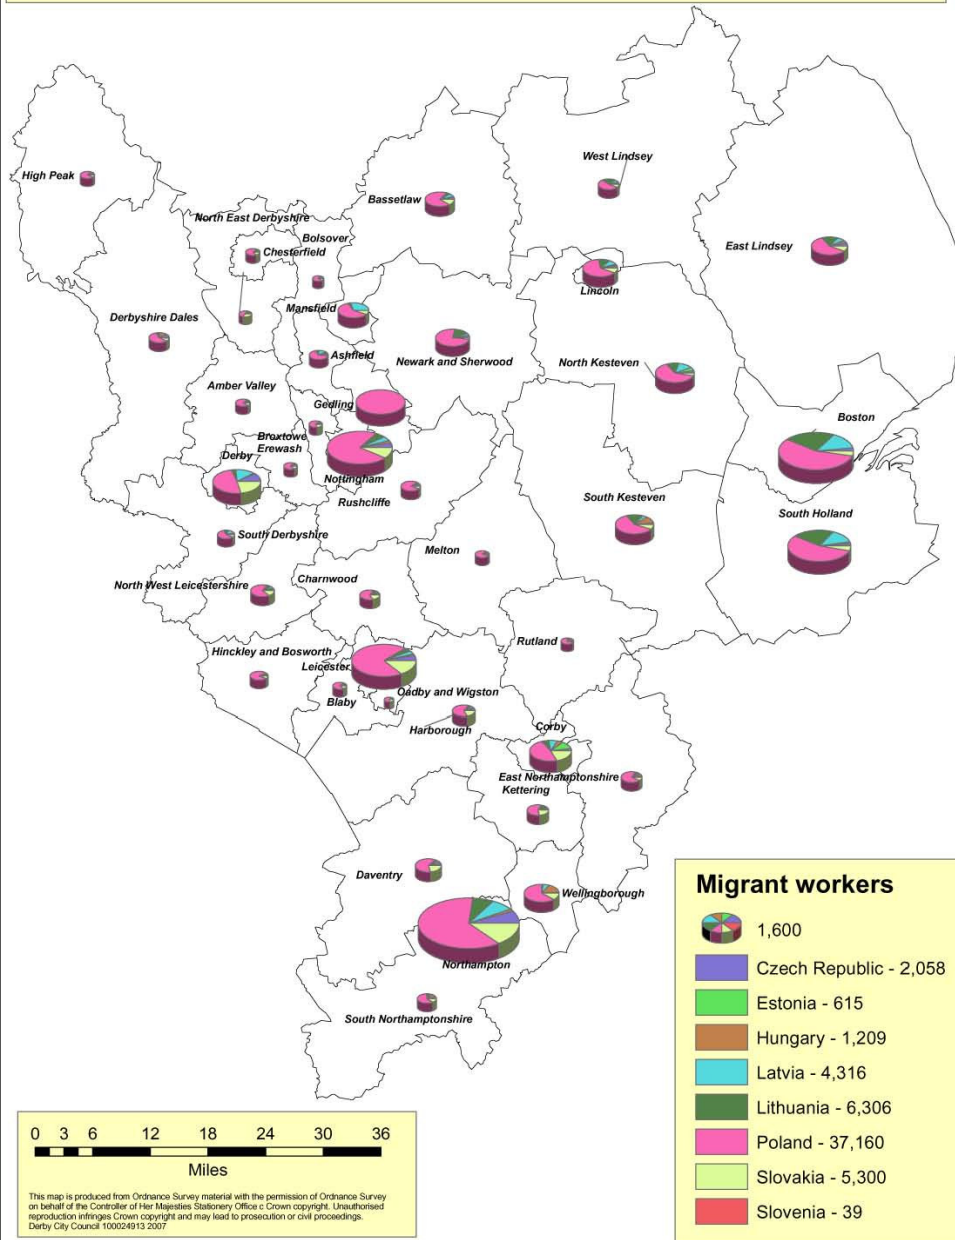 High Peak
West Lindsey
Bassetlaw
North East Derbyshire
Bolsover
Chesterfield
East Lindsey
Lincoln
Mansfield
Derbyshire Dales
Ashfield
Newark and Sherwood
North Kesteven
Amber Valley
Gedling
Boston
Broxtowe
Erewash
Derby
Nottingham
Rushcliffe
South Kesteven
South Holland
South Derbyshire
Melton
North West Leicestershire
Charnwood
Rutland
Hinckley and Bosworth
Leicester
Blaby
Oadby and Wigston
Harborough
Corby
East Northamptonshire
Kettering
Daventry
Wellingborough
Northampton
South Northamptonshire
Migrant workers
1,600
Czech Republic - 2,058
Estonia - 615
Hungary - 1,209
Latvia - 4,316
Lithuania - 6,306
Poland - 37,160
Slovakia - 5,300
Slovenia - 39
0 3 6 12 18 24 30 36
Miles
This map is produced from Ordnance Survey material with the permission of Ordnance Survey
on behalf of the Controller of Her Majesties Stationery Office c Crown copyright. Unauthorised
reproduction infringes Crown copyright and may lead to prosecution or civil proceedings.
Derby City Council 100024913 2007